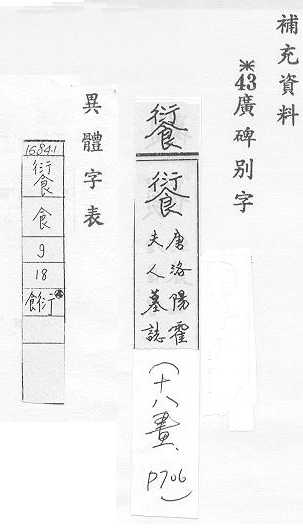 補充資料
※43廣碑別字
唐洛陽霍
夫人墓誌
(十八畫、
P706)
異體字表
16841
食
9
18
餰